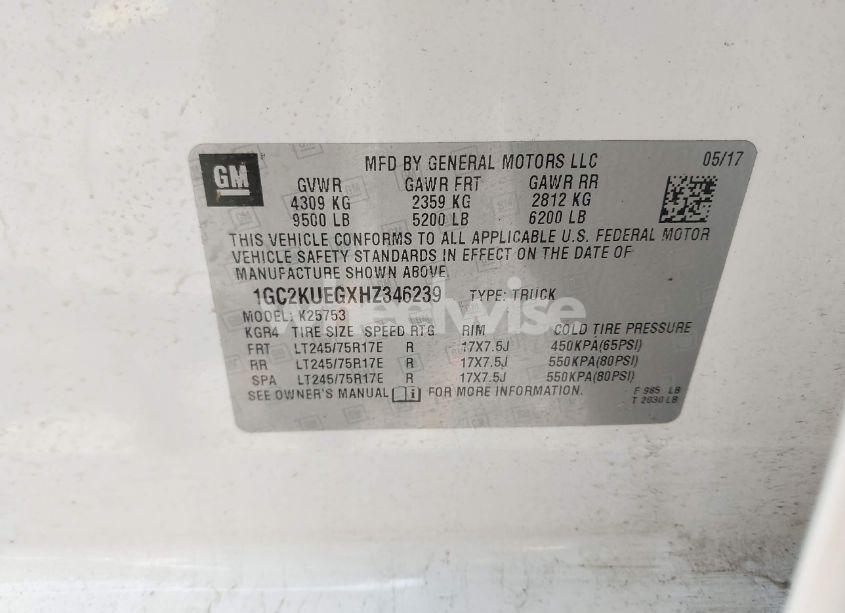 GM
MFD BY GENERAL MOTORS LLC 05/17
GVWR GAWR FRT GAWR RR
4309 KG 2359 KG 2812 KG
9500 LB 5200 LB 6200 LB
THIS VEHICLE CONFORMS TO ALL APPLICABLE U.S. FEDERAL MOTOR
VEHICLE SAFETY STANDARDS IN EFFECT ON THE DATE OF
MANUFACTURE SHOWN ABOVE.
1GC2KUEGXHZ346239 TYPE: TRUCK
MODEL: K25753
KGR4 TIRE SIZE SPEED RTG RIM COLD TIRE PRESSURE
FRT LT245/75R17E R 17X7.5J 450KPA(65PSI)
RR LT245/75R17E R 17X7.5J 550KPA(80PSI)
SPA LT245/75R17E R 17X7.5J 550KPA(80PSI)
SEE OWNER'S MANUAL FOR MORE INFORMATION. F 985 LB
T 2030 LB